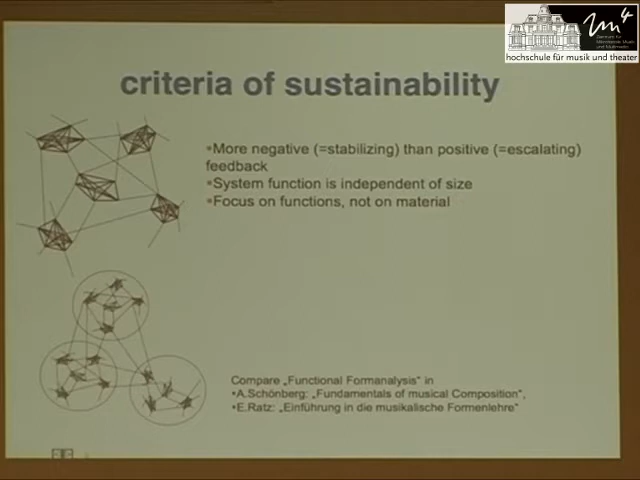 hochschule für musik und theater
criteria of sustainability
•More negative (=stabilizing) than positive (=escalating)
feedback
•System function is independent of size
•Focus on functions, not on material
Compare „Functional Formanalysis“ in
•A.Schönberg: „Fundamentals of musical Composition“,
•E.Ratz: „Einführung in die musikalische Formenlehre“